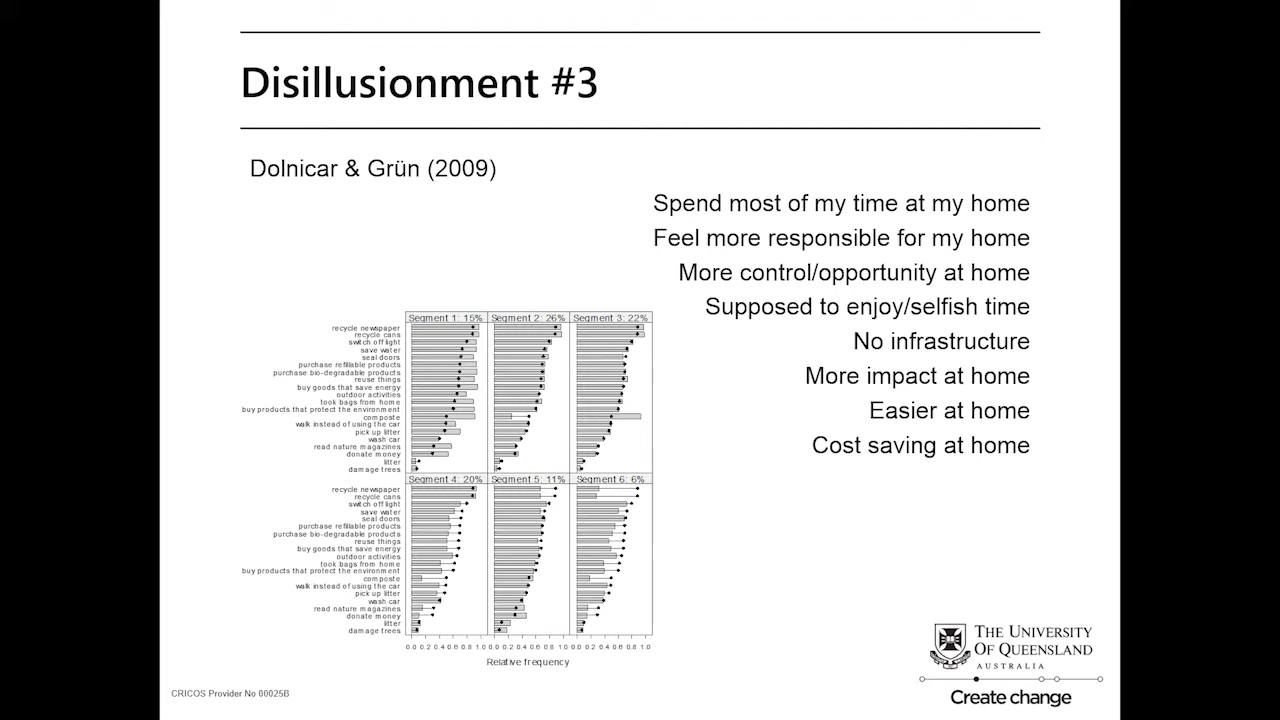 Disillusionment #3
Dolnicar & Grün (2009)
Spend most of my time at my home
Feel more responsible for my home
More control/opportunity at home
Supposed to enjoy/selfish time
No infrastructure
More impact at home
Easier at home
Cost saving at home
Segment 1: 15% Segment 2: 26% Segment 3: 22%
recycle newspaper
recycle cans
switch off light
save water
seal doors
purchase refillable products
purchase bio-degradable products
reuse things
buy goods that save energy
outdoor activities
took bags from home
buy products that protect the environment
composte
walk instead of using the car
pick up litter
wash car
read nature magazines
donate money
litter
damage trees
Segment 4: 20% Segment 5: 11% Segment 6: 6%
recycle newspaper
recycle cans
switch off light
save water
seal doors
purchase refillable products
purchase bio-degradable products
reuse things
buy goods that save energy
outdoor activities
took bags from home
buy products that protect the environment
composte
walk instead of using the car
pick up litter
wash car
read nature magazines
donate money
litter
damage trees
0.0 0.2 0.4 0.6 0.8 1.0 0.0 0.2 0.4 0.6 0.8 1.0 0.0 0.2 0.4 0.6 0.8 1.0
Relative frequency
THE UNIVERSITY
OF QUEENSLAND
AUSTRALIA
Create change
CRICOS Provider No 00025B